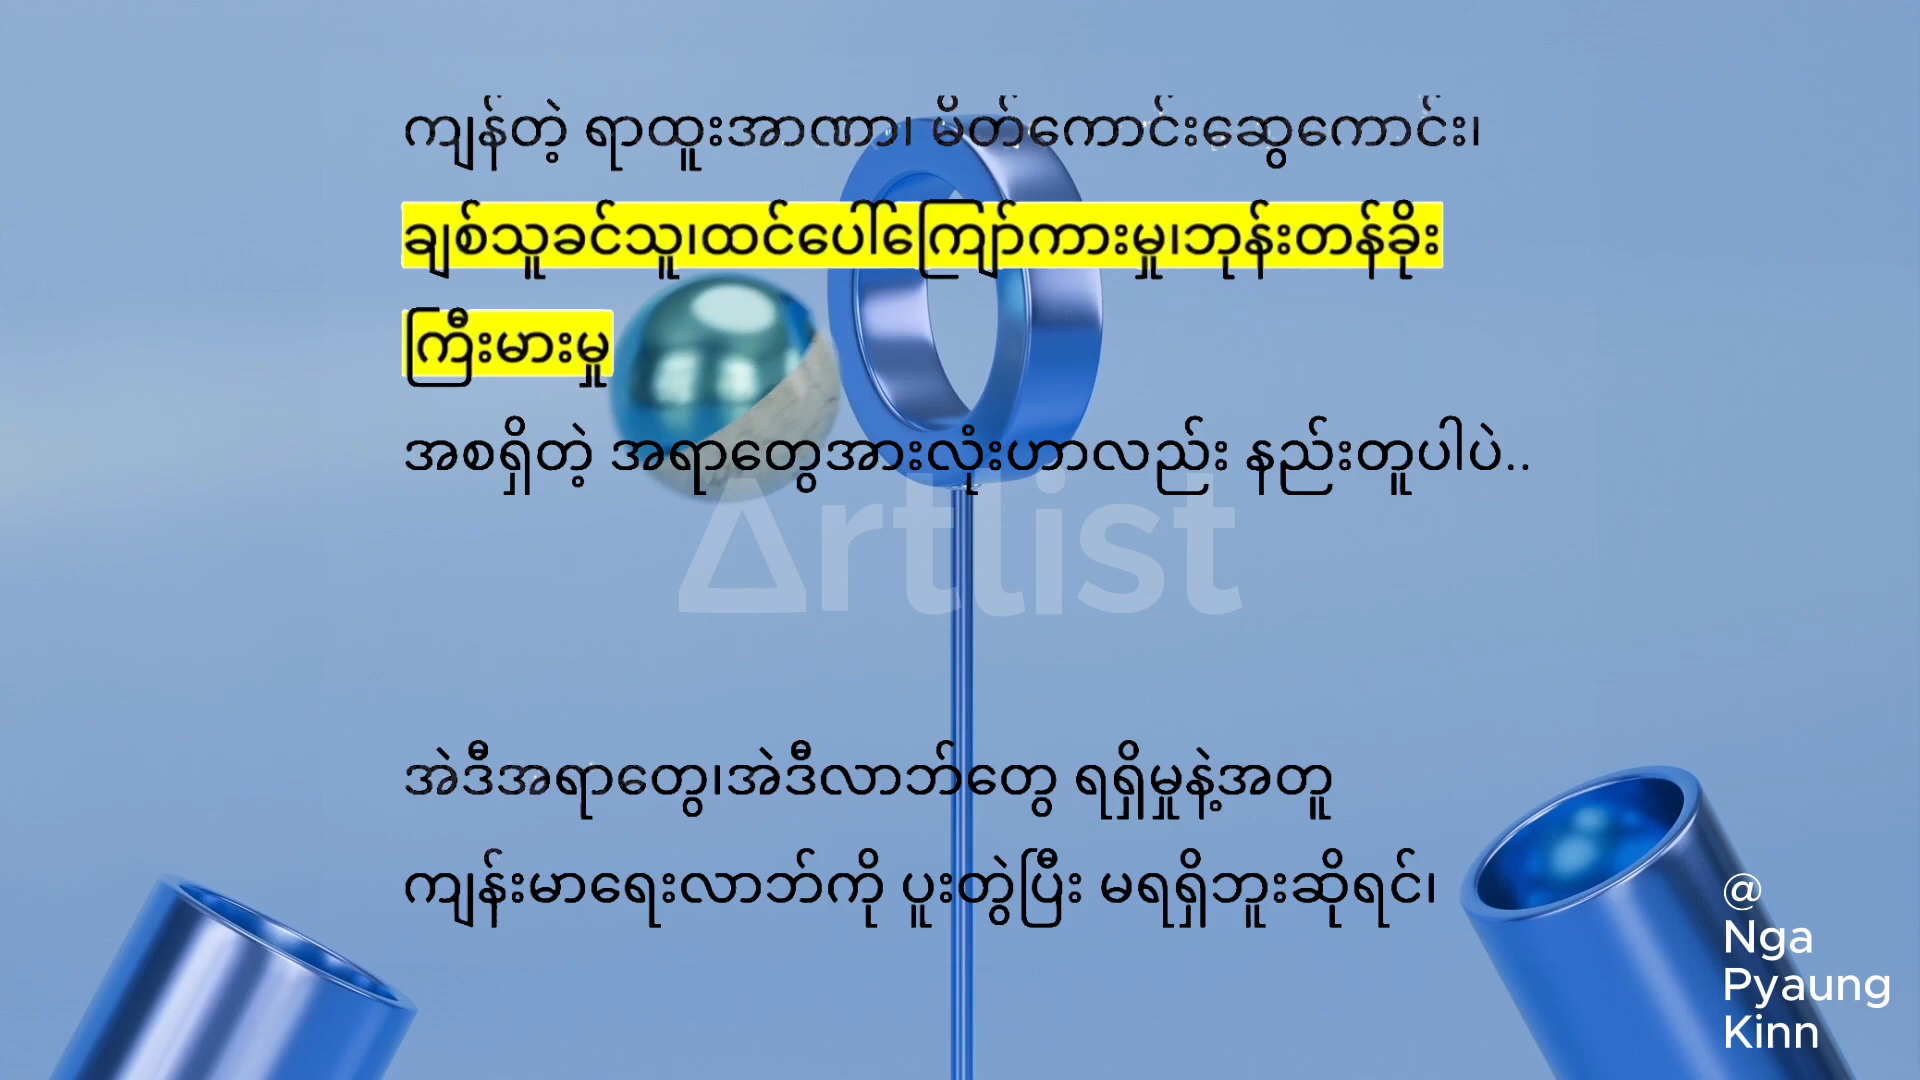 ကျန်တဲ့ ရာထူးအာဏာ၊ မိတ်ကောင်းဆွေကောင်း၊
ချစ်သူခင်သူ၊ထင်ပေါ်ကြော်ကားမှု၊ဘုန်းတန်ခိုး
ကြီးမားမှု
အစရှိတဲ့ အရာတွေအားလုံးဟာလည်း နည်းတူပါပဲ..
Artlist
အဲဒီအရာတွေ၊အဲဒီလာဘ်တွေ ရရှိမှုနဲ့အတူ
ကျန်းမာရေးလာဘ်ကို ပူးတွဲပြီး မရရှိဘူးဆိုရင်၊
@
Nga
Pyaung
Kinn